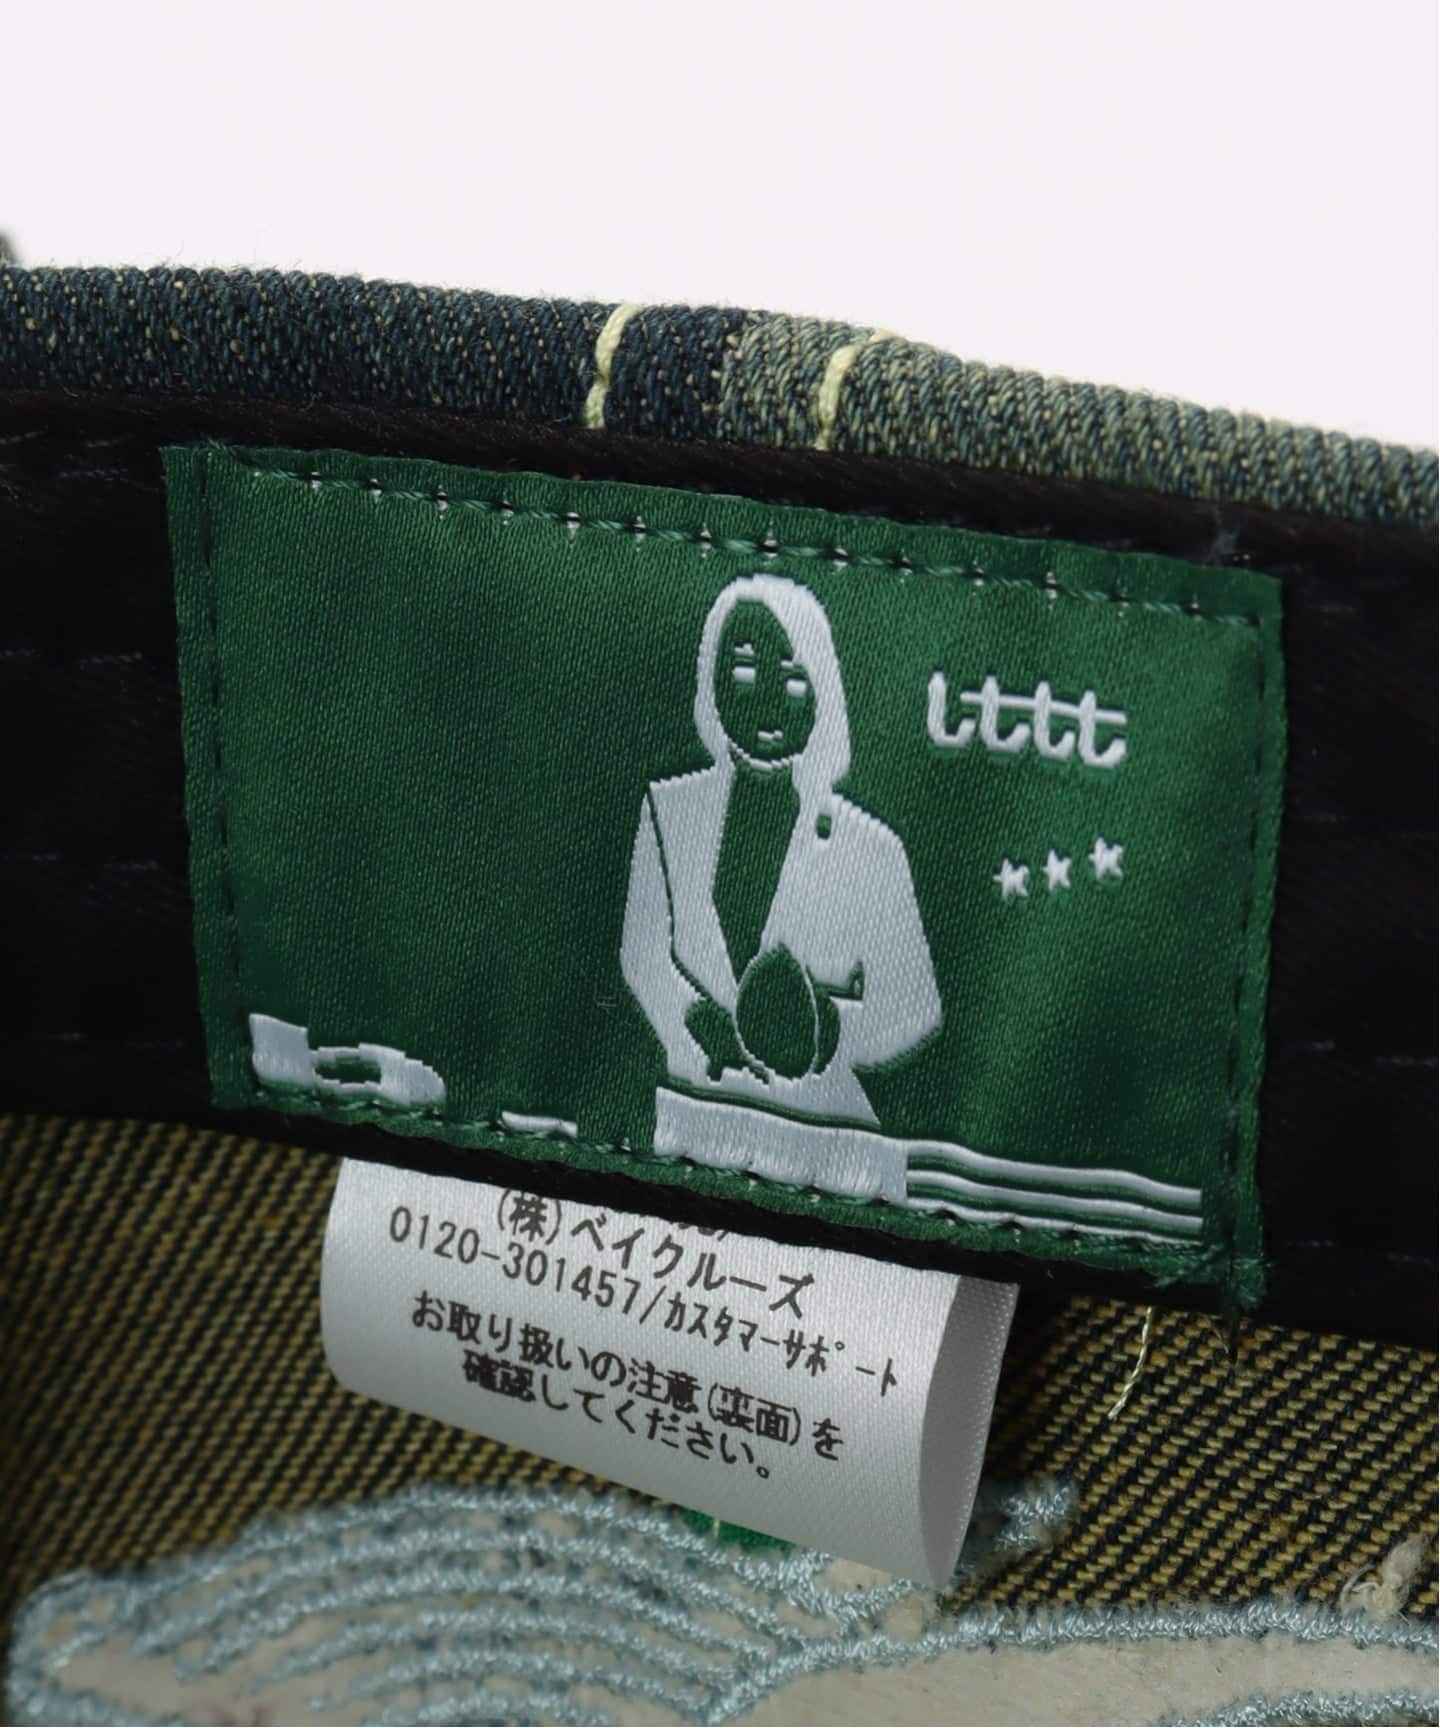 ιttιt
***
(株)ベイクルーズ
0120-301457/カスタマーサポート
お取り扱いの注意(裏面)を
確認してください。